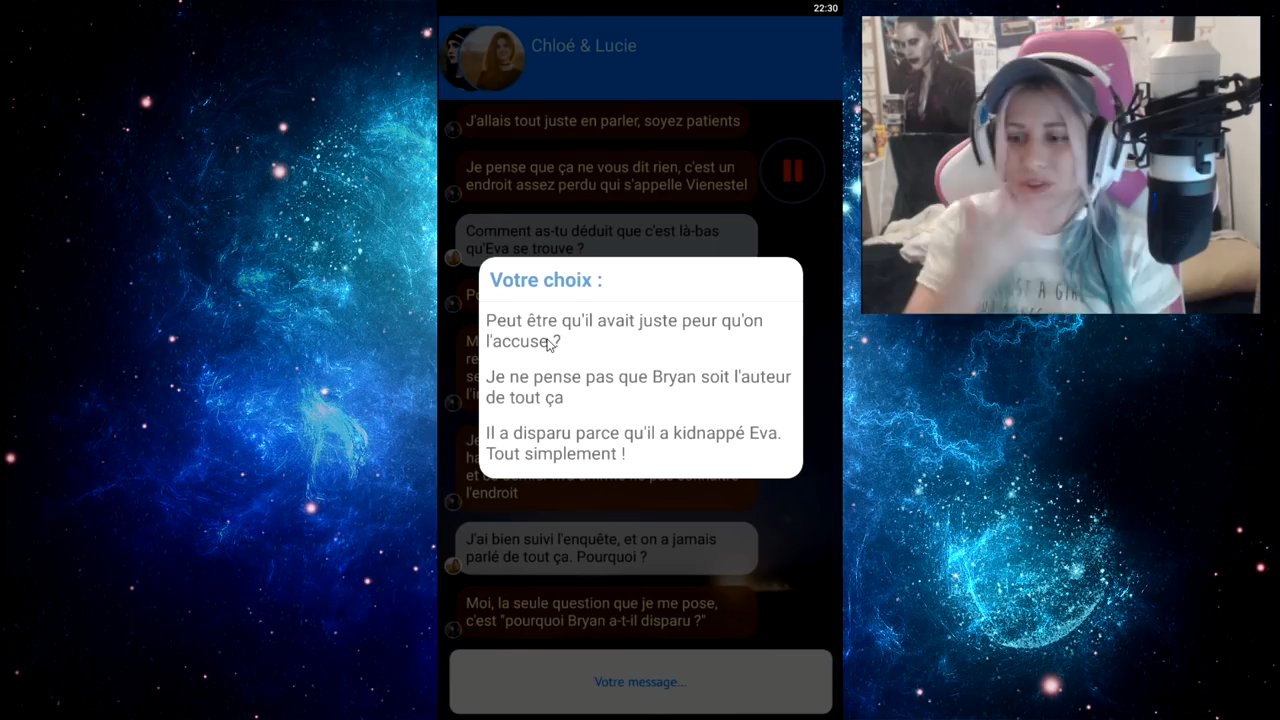 22:30
Chloé & Lucie
J'allais tout juste en parler, soyez patients
Je pense que ça ne vous dit rien, c'est un
endroit assez perdu qui s'appelle Vienestel
Comment as-tu déduit que c'est là-bas
qu'Eva se trouve ?
Votre choix :
Peut être qu'il avait juste peur qu'on
l'accuse ?
Je ne pense pas que Bryan soit l'auteur
de tout ça
Il a disparu parce qu'il a kidnappé Eva.
Tout simplement !
l'endroit
J'ai bien suivi l'enquête, et on a jamais
parlé de tout ça. Pourquoi ?
Moi, la seule question que je me pose,
c'est "pourquoi Bryan a-t-il disparu ?"
Votre message...